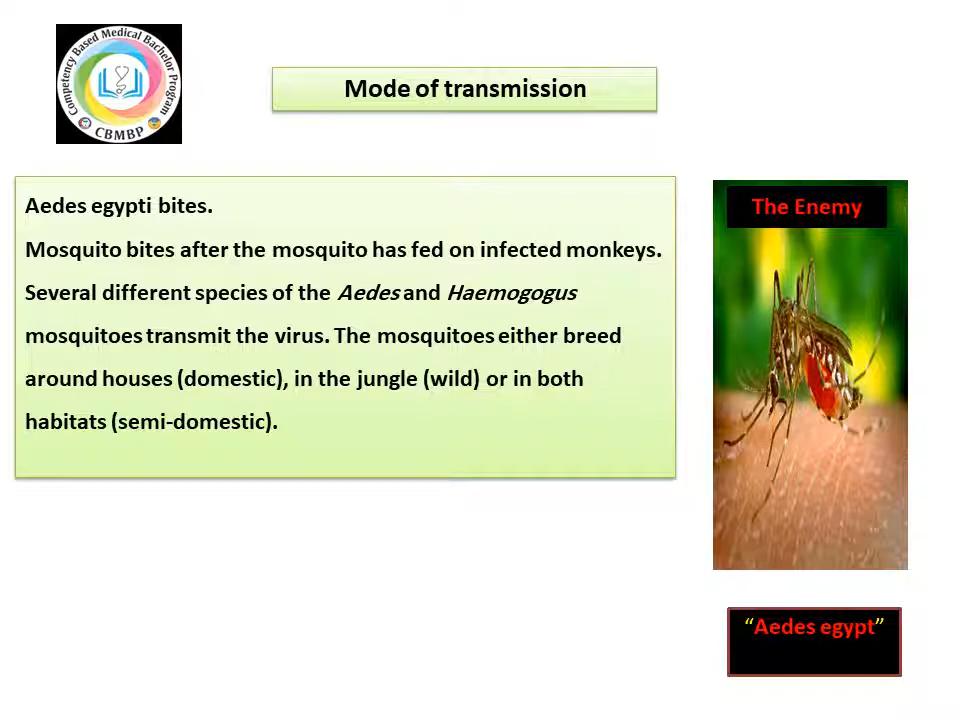 Competency Based Medical Bachelor Program
CBMBP
Mode of transmission
Aedes egypti bites.
Mosquito bites after the mosquito has fed on infected monkeys.
Several different species of the Aedes and Haemogogus
mosquitoes transmit the virus. The mosquitoes either breed
around houses (domestic), in the jungle (wild) or in both
habitats (semi-domestic).
The Enemy
“Aedes egypt”